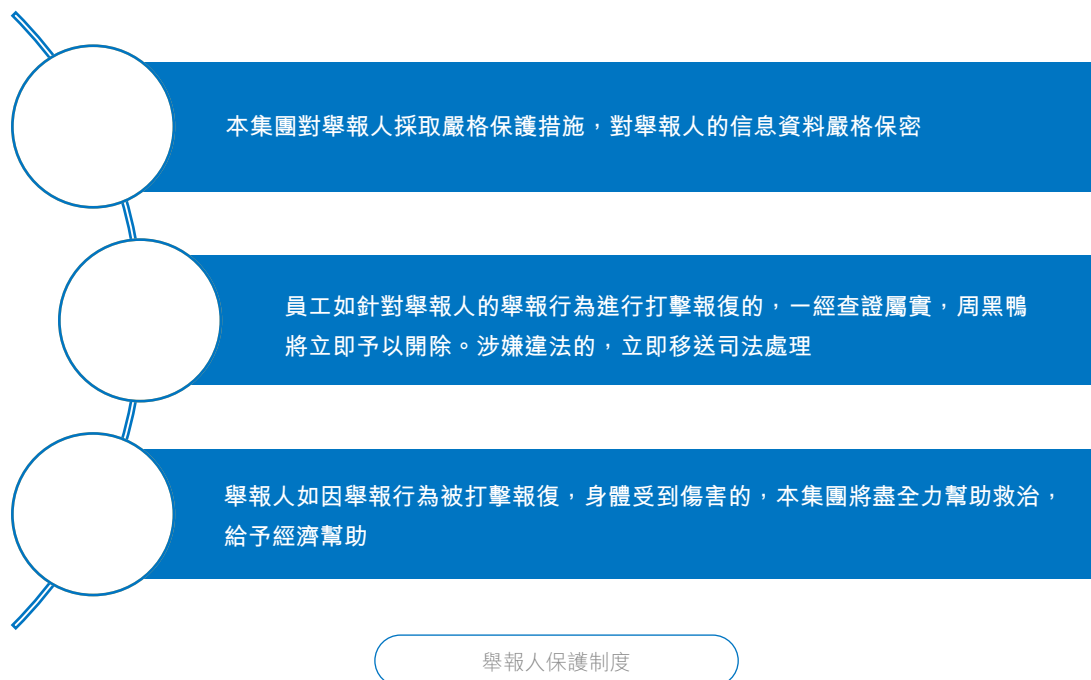 本集團對舉報人採取嚴格保護措施，對舉報人的信息資料嚴格保密
員工如針對舉報人的舉報行為進行打擊報復的，一經查證屬實，周黑鴨
將立即予以開除。涉嫌違法的，立即移送司法處理
舉報人如因舉報行為被打擊報復，身體受到傷害的，本集團將盡全力幫助救治，
給予經濟幫助
舉報人保護制度